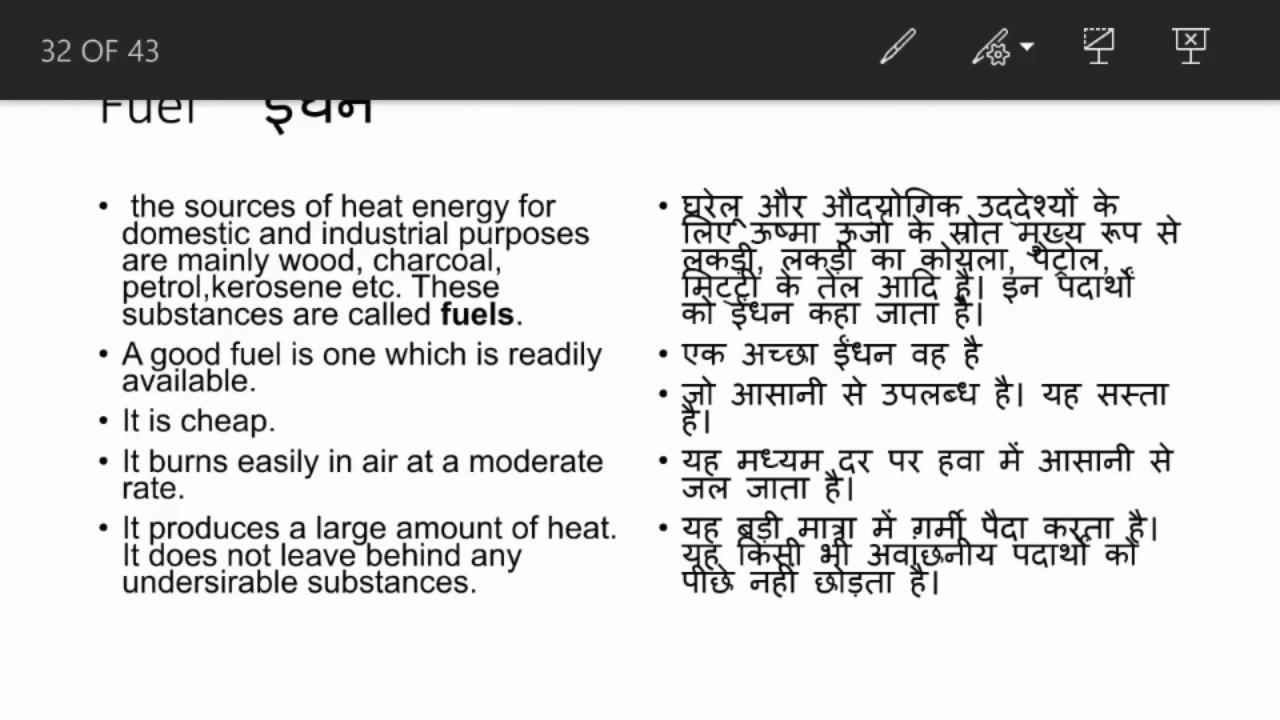 32 OF 43
Fuel ईंधन
• the sources of heat energy for
domestic and industrial purposes
are mainly wood, charcoal,
petrol,kerosene etc. These
substances are called fuels.
• A good fuel is one which is readily
available.
• It is cheap.
• It burns easily in air at a moderate
rate.
• It produces a large amount of heat.
It does not leave behind any
undersirable substances.
• घरेलू और औद्योगिक उद्देश्यों के
लिए ऊष्मा ऊर्जा के स्रोत मुख्य रूप से
लकड़ी, लकड़ी का कोयला, पेट्रोल,
मिट्टी के तेल आदि हैं। इन पदार्थों
को ईंधन कहा जाता है।
• एक अच्छा ईंधन वह है
• जो आसानी से उपलब्ध है। यह सस्ता
है।
• यह मध्यम दर पर हवा में आसानी से
जल जाता है।
• यह बड़ी मात्रा में गर्मी पैदा करता है।
यह किसी भी अवांछनीय पदार्थों को
पीछे नहीं छोड़ता है।